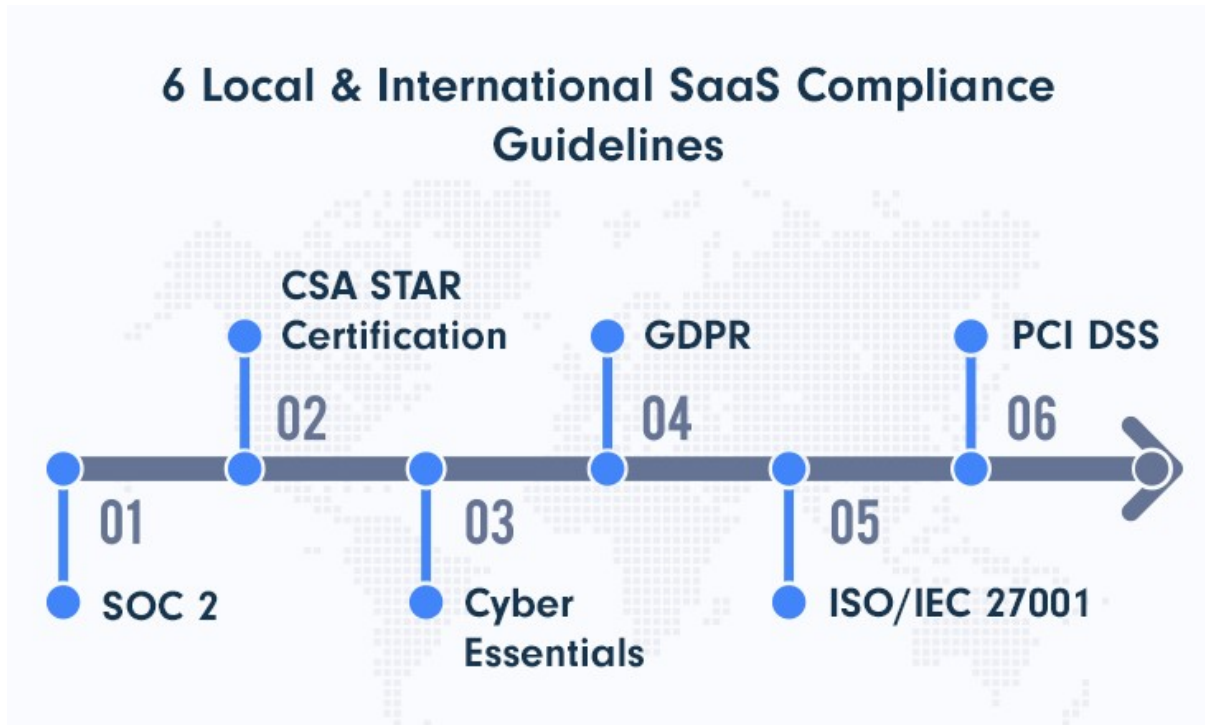 6 Local & International SaaS Compliance
Guidelines
01
SOC 2
CSA STAR
Certification
02
03
Cyber
Essentials
GDPR
04
05
ISO/IEC 27001
PCI DSS
06